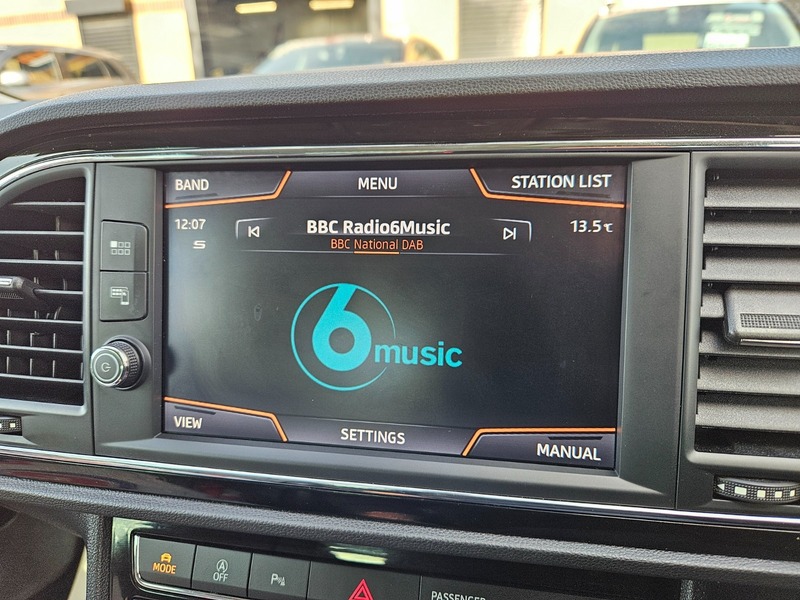 BAND MENU STATION LIST
12:07 BBC Radio6Music 13.5℃
S BBC National DAB
6 music
VIEW SETTINGS MANUAL
MODE OFF P
PASSENGER